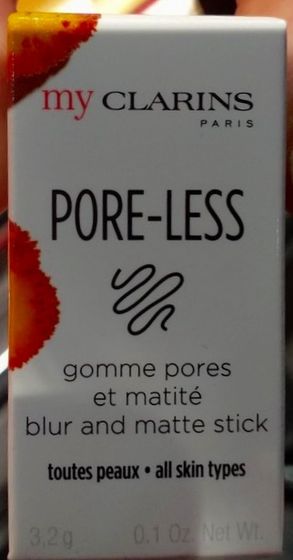 my CLARINS
PARIS
PORE-LESS
gomme pores
et matité
blur and matte stick
toutes peaux • all skin types
3,2g 0.1 Oz. Net Wt.